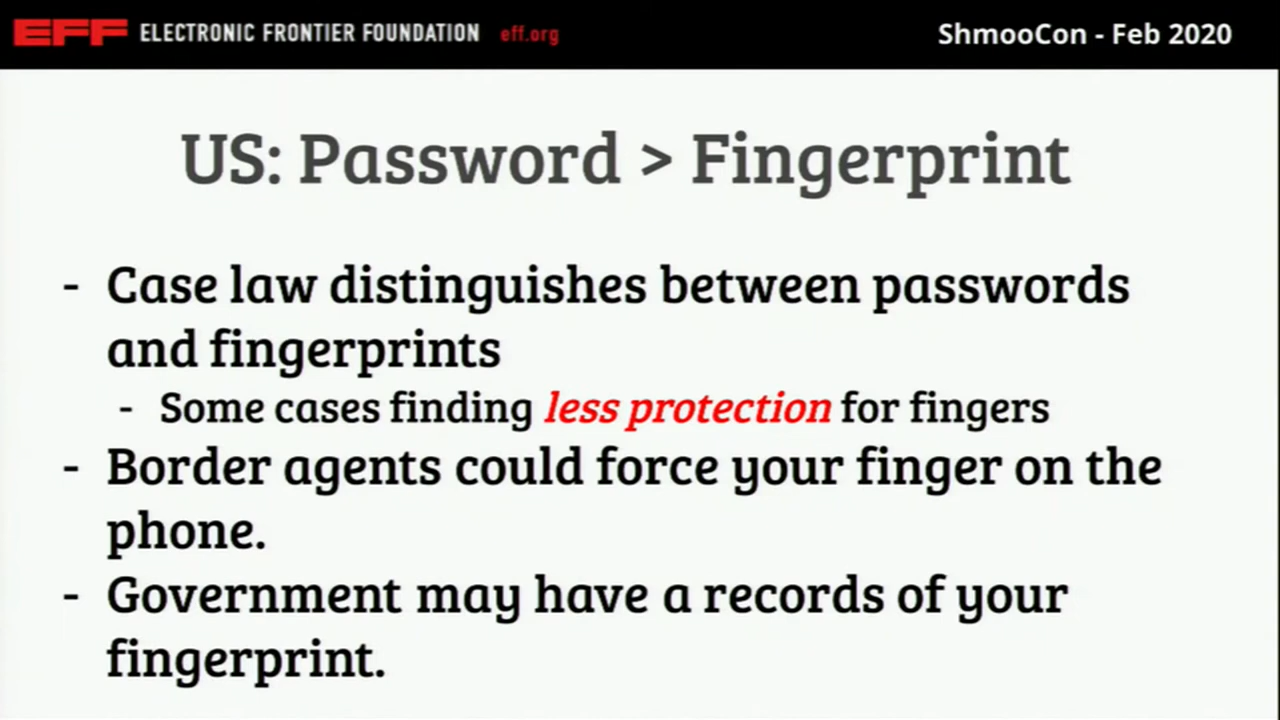 EFF ELECTRONIC FRONTIER FOUNDATION eff.org
ShmooCon - Feb 2020
US: Password > Fingerprint
- Case law distinguishes between passwords
and fingerprints
- Some cases finding less protection for fingers
- Border agents could force your finger on the
phone.
- Government may have a records of your
fingerprint.